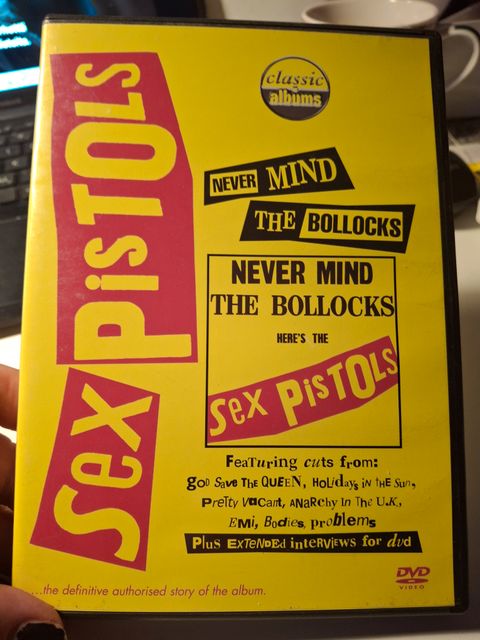 Sex PisTOLs
classic
albums
NEVER MIND
THE BOLLOCKS
NEVER MIND
THE BOLLOCKS
HERE'S THE
Sex PisTOLs
FeaTuring cuts from:
goD Save The QUEEN, HoLidays iN tHE Sun,
PreTTy VaCant, ANaRcHy In The U.K,
EMi, Bodies, problems
Plus EXTENDEd inteRViews for dvd
...the definitive authorised story of the album.
DVD
VIDEO